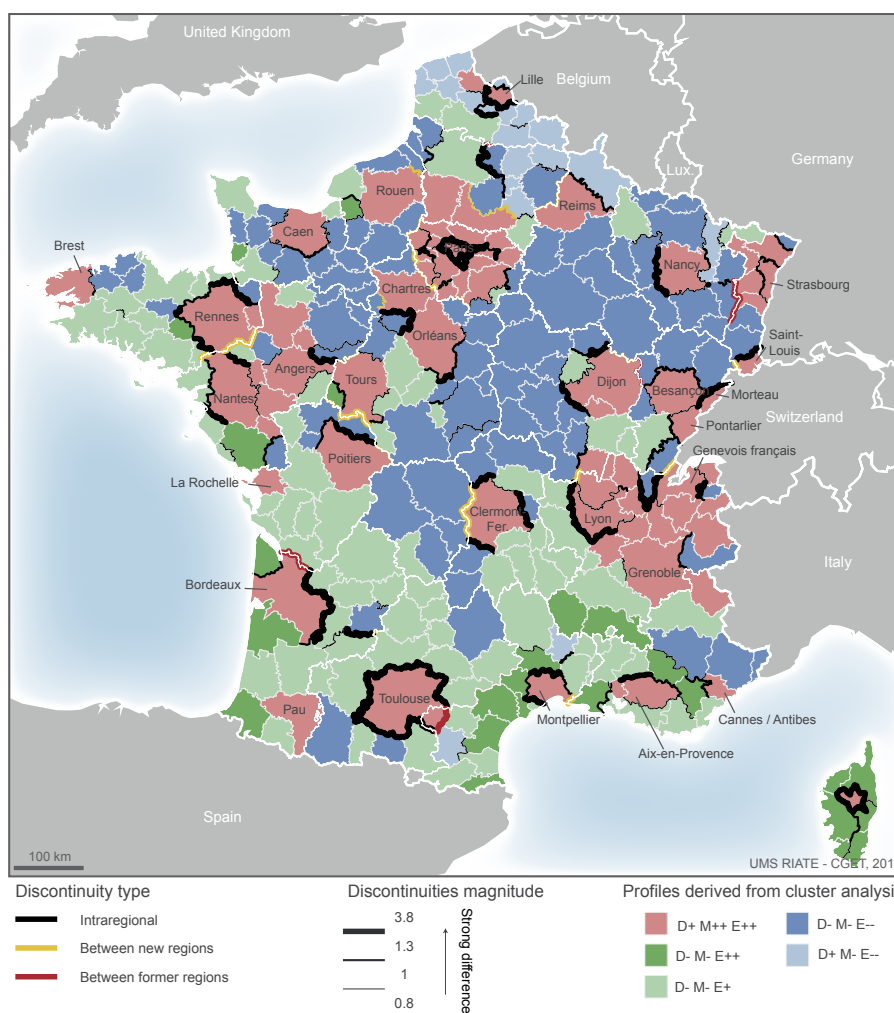 United Kingdom
Belgium
Lille
Lux.
Germany
Rouen
Reims
Caen
Paris
Brest
Nancy
Chartres
Strasbourg
Rennes
Orléans
Saint-
Louis
Angers
Tours
Dijon
Besançon
Morteau
Nantes
Switzerland
Pontarlier
Poitiers
Genevois français
La Rochelle
Clermont
Fer.
Lyon
Italy
Grenoble
Bordeaux
Toulouse
Pau
Montpellier
Cannes / Antibes
Aix-en-Provence
Spain
100 km
UMS RIATE - CGET, 201
Discontinuity type
Intraregional
Between new regions
Between former regions
Discontinuities magnitude
3.8
1.3
1
0.8
Strong difference
Profiles derived from cluster analysi
D+ M++ E++
D- M- E--
D- M- E++
D+ M- E--
D- M- E+